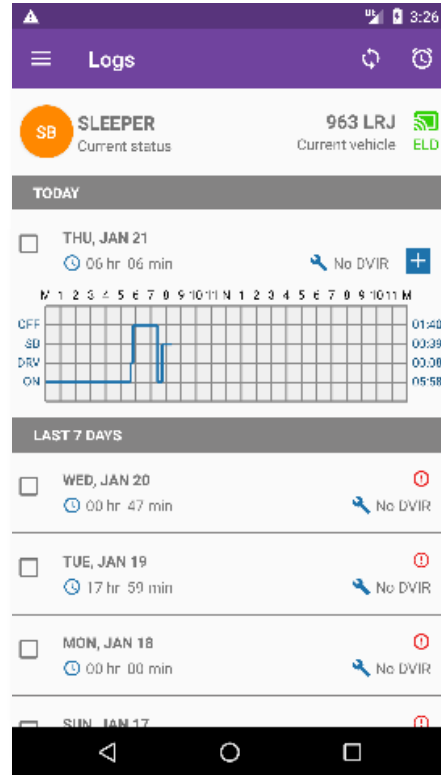 3:26
Logs
SB SLEEPER 963 LRJ
Current status Current vehicle ELD
TODAY
THU, JAN 21
06 hr 06 min No DVIR +
M 1 2 3 4 5 6 7 8 9 10 11 N 1 2 3 4 5 6 7 8 9 10 11 M
OFF 01:40
SB 00:39
DRV 00:08
ON 05:58
LAST 7 DAYS
WED, JAN 20
00 hr 47 min No DVIR
TUE, JAN 19
17 hr 59 min No DVIR
MON, JAN 18
00 hr 00 min No DVIR
SUN, JAN 17